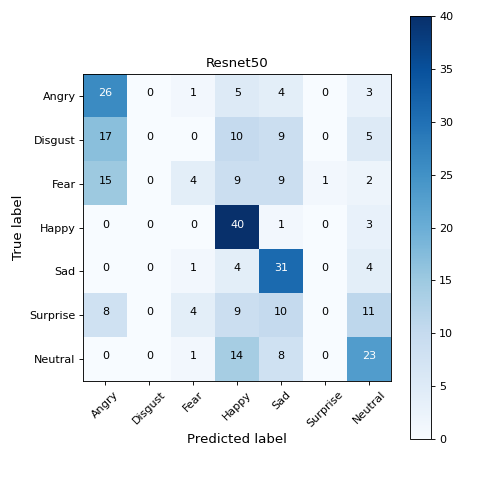 Resnet50
True label
Angry 26 0 1 5 4 0 3
Disgust 17 0 0 10 9 0 5
Fear 15 0 4 9 9 1 2
Happy 0 0 0 40 1 0 3
Sad 0 0 1 4 31 0 4
Surprise 8 0 4 9 10 0 11
Neutral 0 0 1 14 8 0 23
Angry Disgust Fear Happy Sad Surprise Neutral
Predicted label
40
35
30
25
20
15
10
5
0